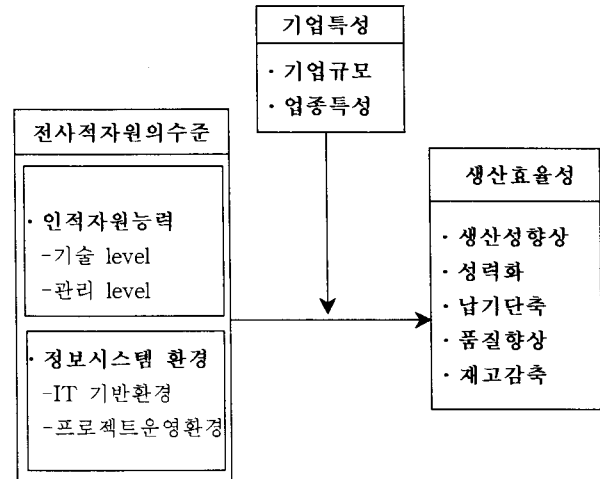 기업특성
· 기업규모
· 업종특성
전사적자원의수준
· 인적자원능력
-기술 level
-관리 level
· 정보시스템 환경
-IT 기반환경
-프로젝트운영환경
생산효율성
· 생산성향상
· 성력화
· 납기단축
· 품질향상
· 재고감축